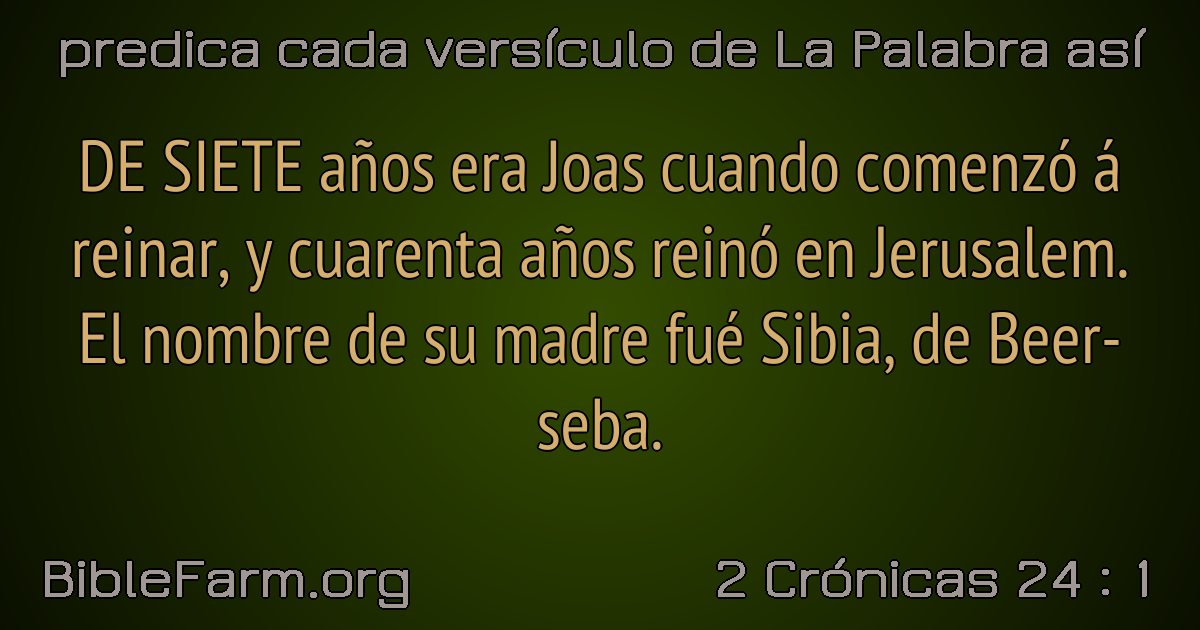 predica cada versículo de La Palabra así
DE SIETE años era Joas cuando comenzó á
reinar, y cuarenta años reinó en Jerusalem.
El nombre de su madre fué Sibia, de Beer-
seba.
BibleFarm.org
2 Crónicas 24 : 1